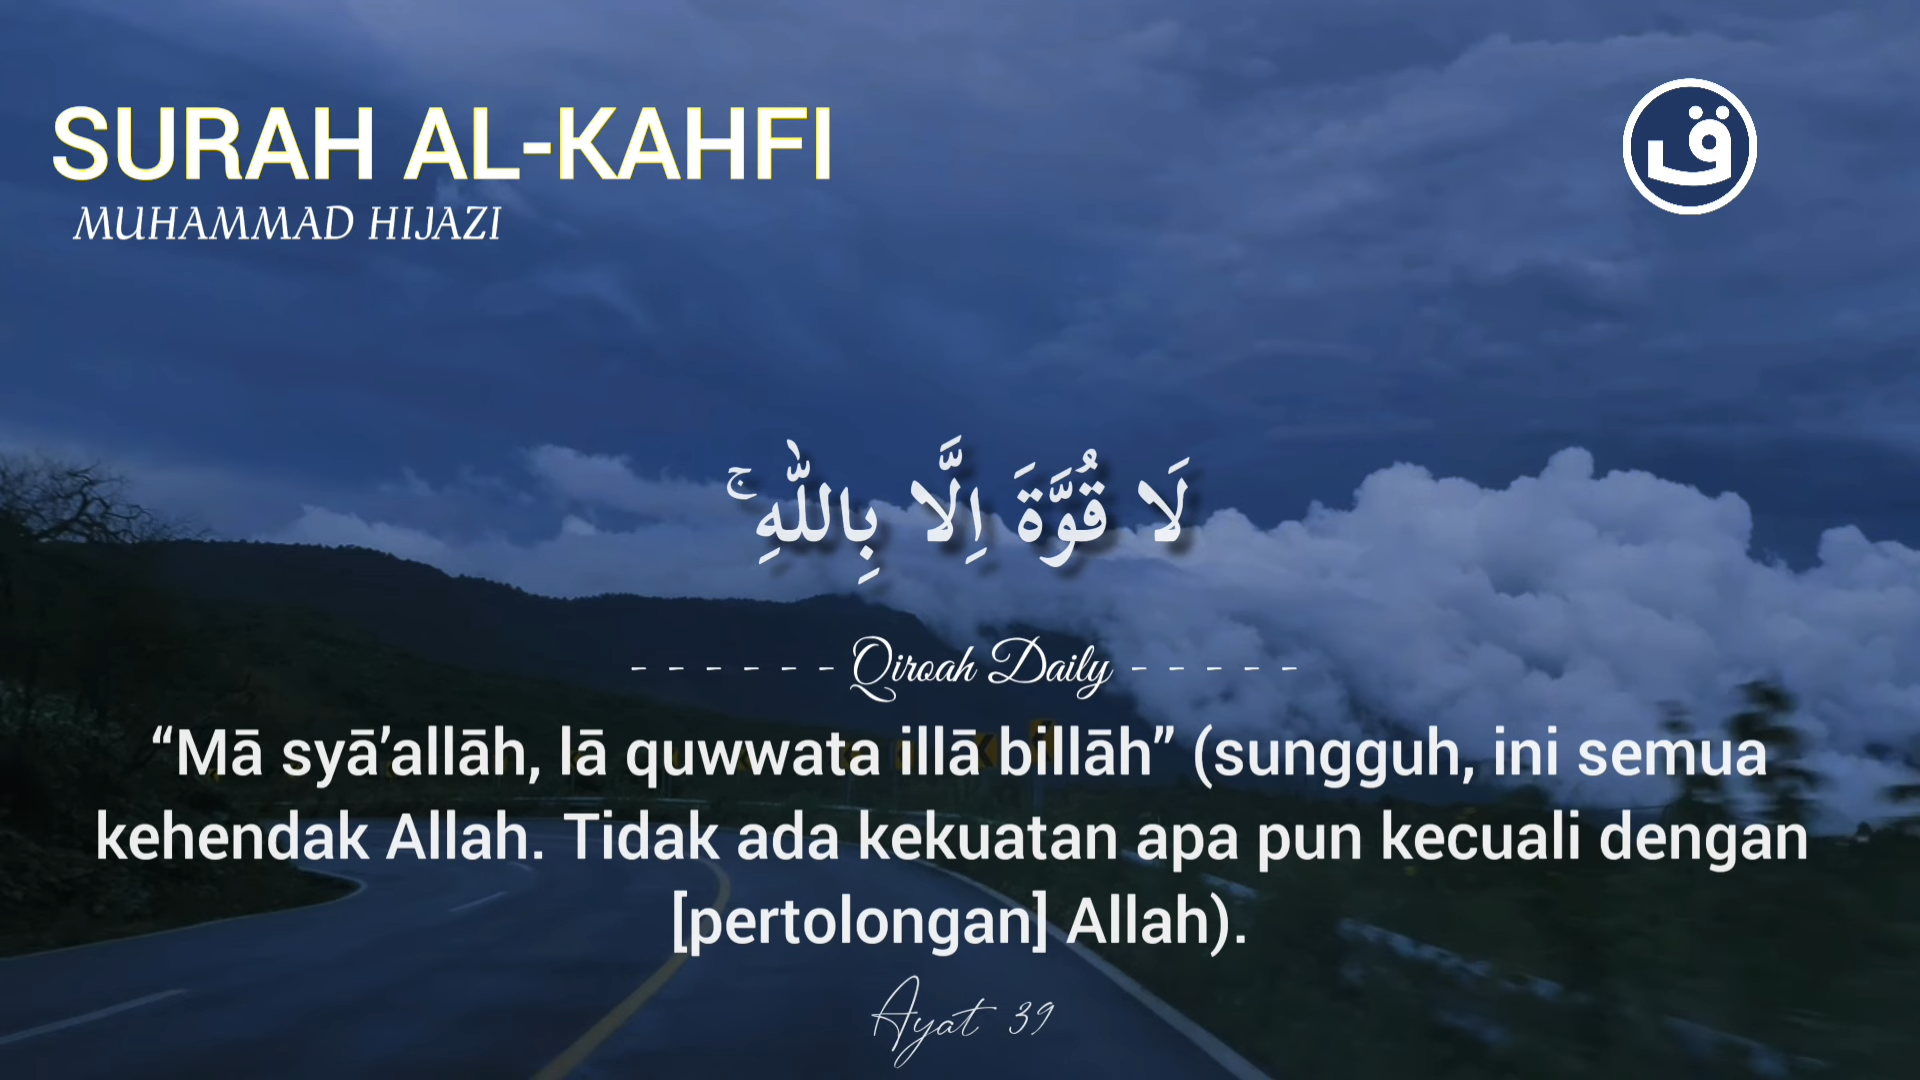 SURAH AL-KAHFI
MUHAMMAD HIJAZI
ق
لَا قُوَّةَ اِلَّا بِاللّٰهِ ۚ
- - - - - - Qiroah Daily - - - - -
“Mā syā’allāh, lā quwwata illā billāh” (sungguh, ini semua
kehendak Allah. Tidak ada kekuatan apa pun kecuali dengan
[pertolongan] Allah).
Ayat 39